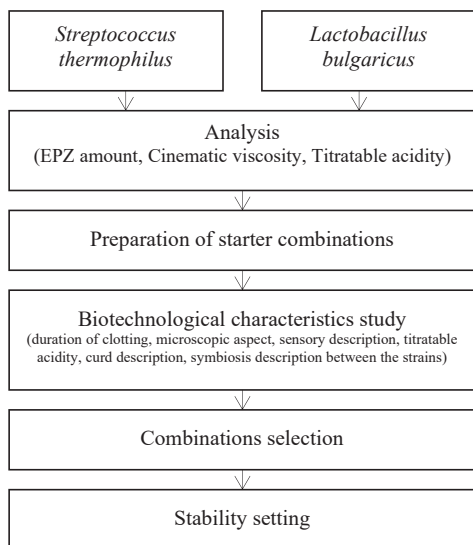 Streptococcus
thermophilus
Lactobacillus
bulgaricus
Analysis
(EPZ amount, Cinematic viscosity, Titratable acidity)
Preparation of starter combinations
Biotechnological characteristics study
(duration of clotting, microscopic aspect, sensory description, titratable
acidity, curd description, symbiosis description between the strains)
Combinations selection
Stability setting